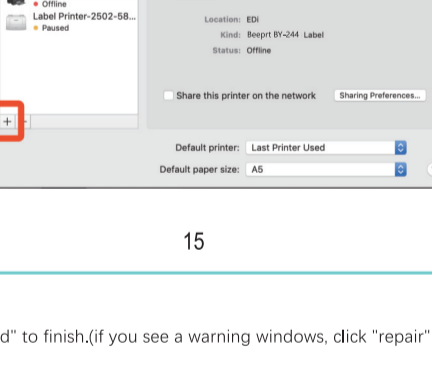 Offline
Label Printer-2502-58...
Paused
Location: EDi
Kind: Beeprt BY-244 Label
Status: Offline
Share this printer on the network
Sharing Preferences...
+
Default printer: Last Printer Used
Default paper size: A5
15
d" to finish.(if you see a warning windows, click "repair"